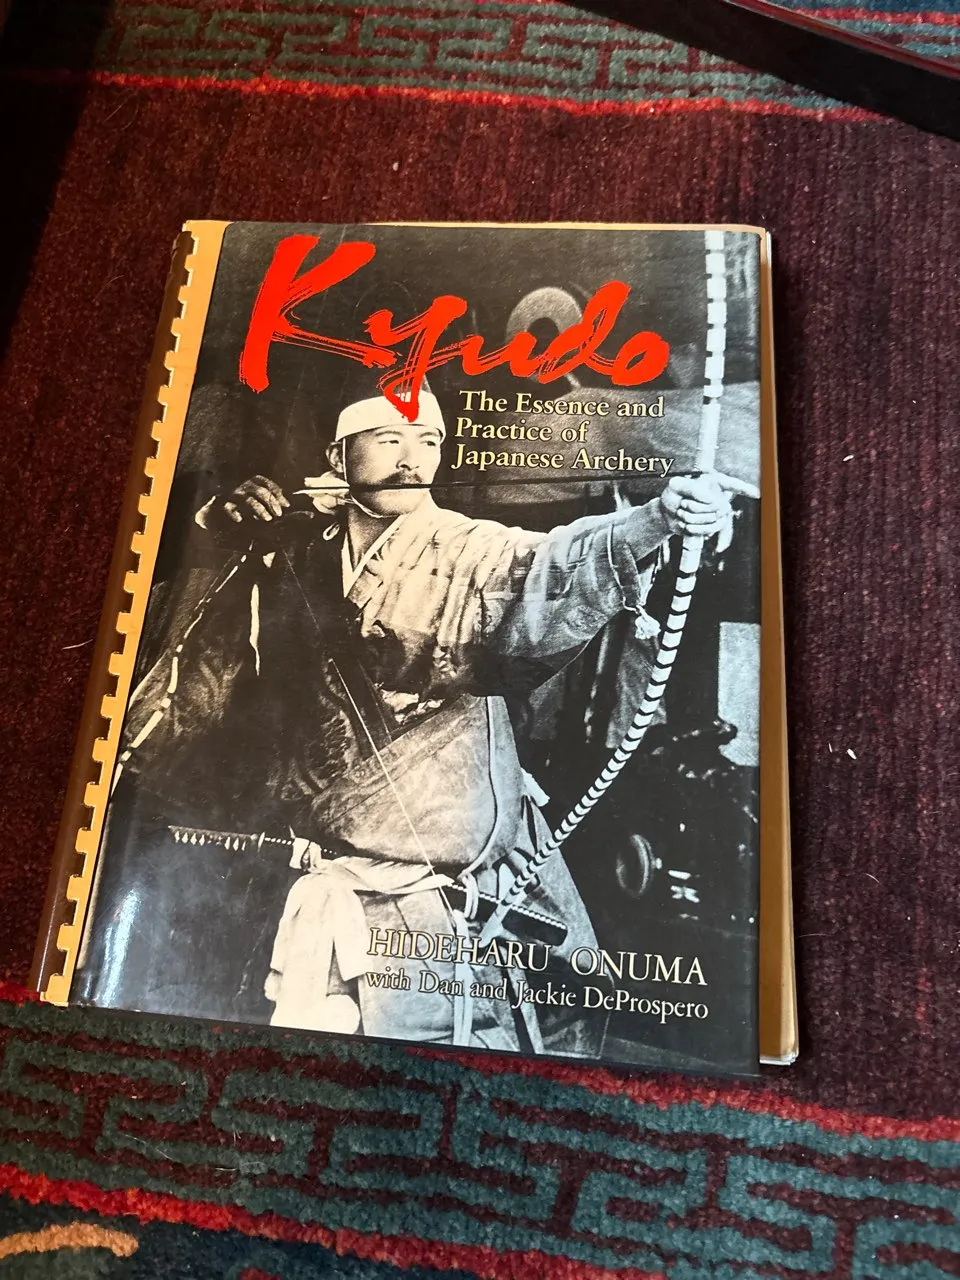 Kyudo
The Essence and
Practice of
Japanese Archery
HIDEHARU ONUMA
with Dan and Jackie DeProspero